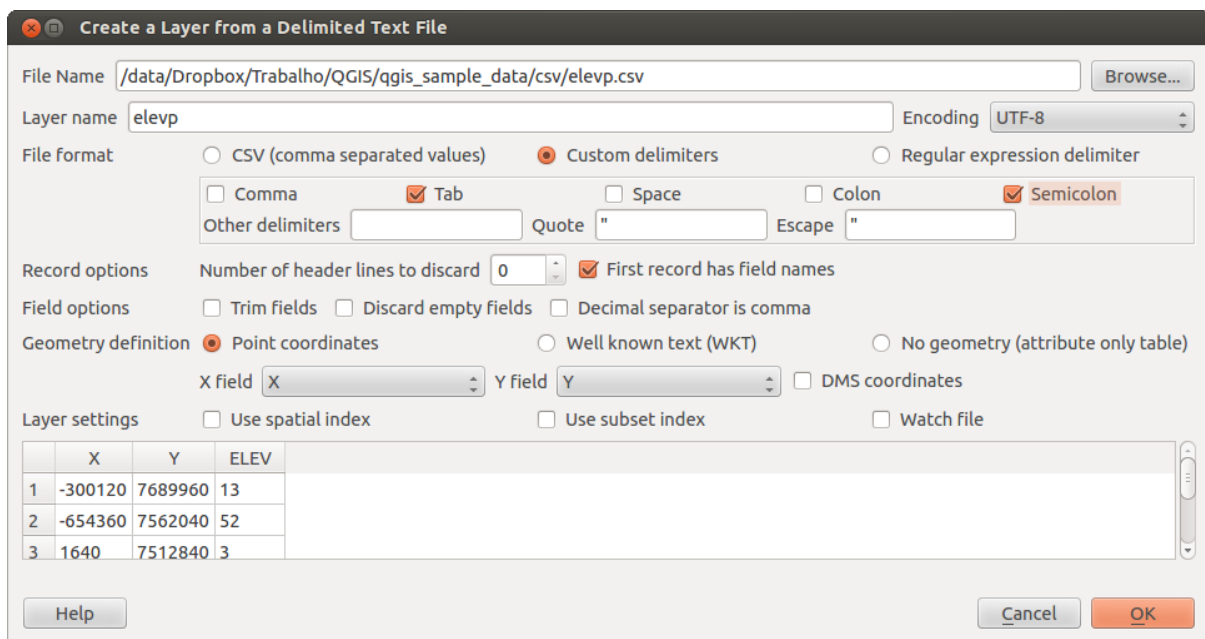 Create a Layer from a Delimited Text File
File Name /data/Dropbox/Trabalho/QGIS/qgis_sample_data/csv/elevp.csv Browse...
Layer name elevp Encoding UTF-8
File format CSV (comma separated values) Custom delimiters Regular expression delimiter
Comma Tab Space Colon Semicolon
Other delimiters Quote " Escape "
Record options Number of header lines to discard 0 First record has field names
Field options Trim fields Discard empty fields Decimal separator is comma
Geometry definition Point coordinates Well known text (WKT) No geometry (attribute only table)
X field X Y field Y DMS coordinates
Layer settings Use spatial index Use subset index Watch file
X Y ELEV
1 -300120 7689960 13
2 -654360 7562040 52
3 1640 7512840 3
Help Cancel OK